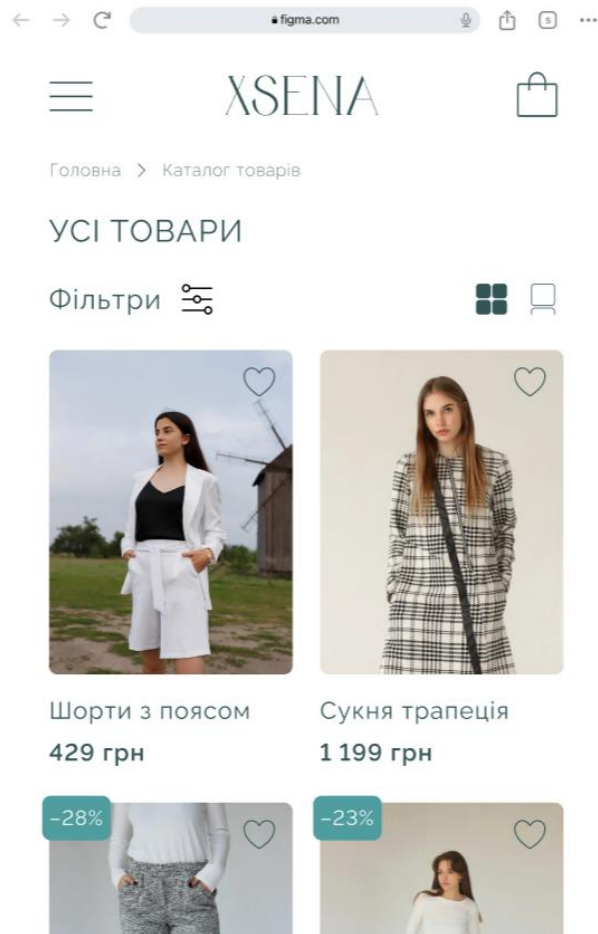 figma.com
s
XSENA
Головна > Каталог товарів
УСІ ТОВАРИ
Фільтри
Шорти з поясом
Сукня трапеція
429 грн
1 199 грн
–28%
–23%